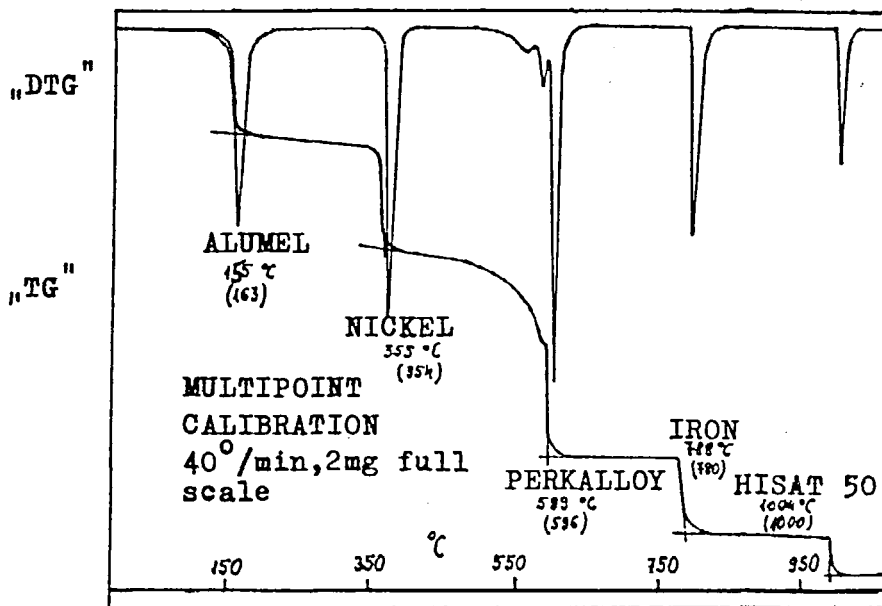 „DTG"
„TG"
ALUMEL
155 °C
(163)
NICKEL
353 °C
(354)
MULTIPOINT
CALIBRATION
40°/min,2mg full
scale
PERKALLOY
599 °C
(596)
IRON
788 °C
(780)
HISAT 50
1004 °C
(1000)
°C
150
350
550
750
950